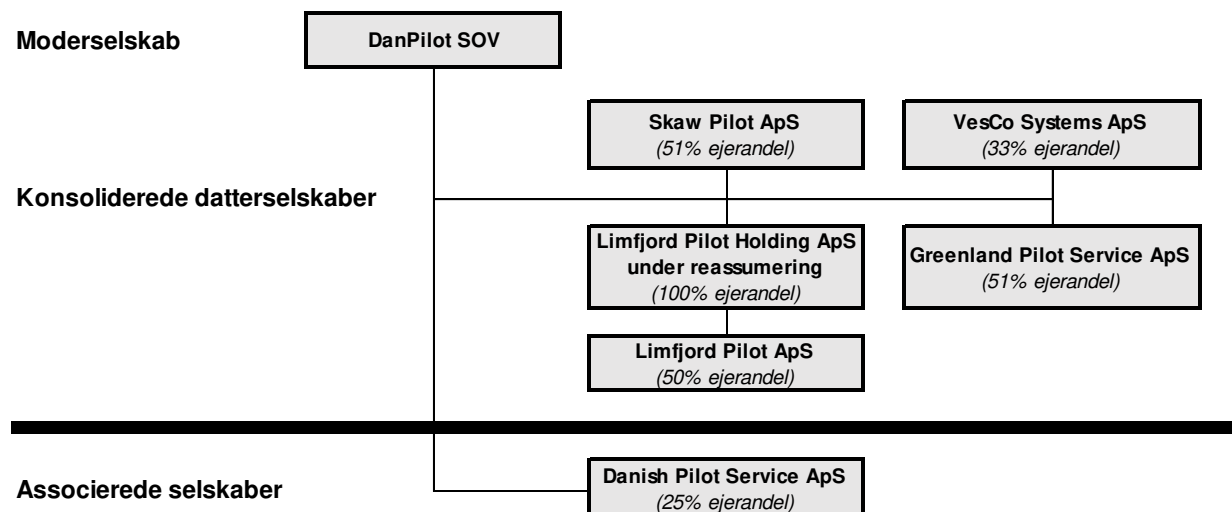 Moderselskab
DanPilot SOV
Skaw Pilot ApS
(51% ejerandel)
VesCo Systems ApS
(33% ejerandel)
Konsoliderede datterselskaber
Limfjord Pilot Holding ApS
under reassumering
(100% ejerandel)
Greenland Pilot Service ApS
(51% ejerandel)
Limfjord Pilot ApS
(50% ejerandel)
Associerede selskaber
Danish Pilot Service ApS
(25% ejerandel)